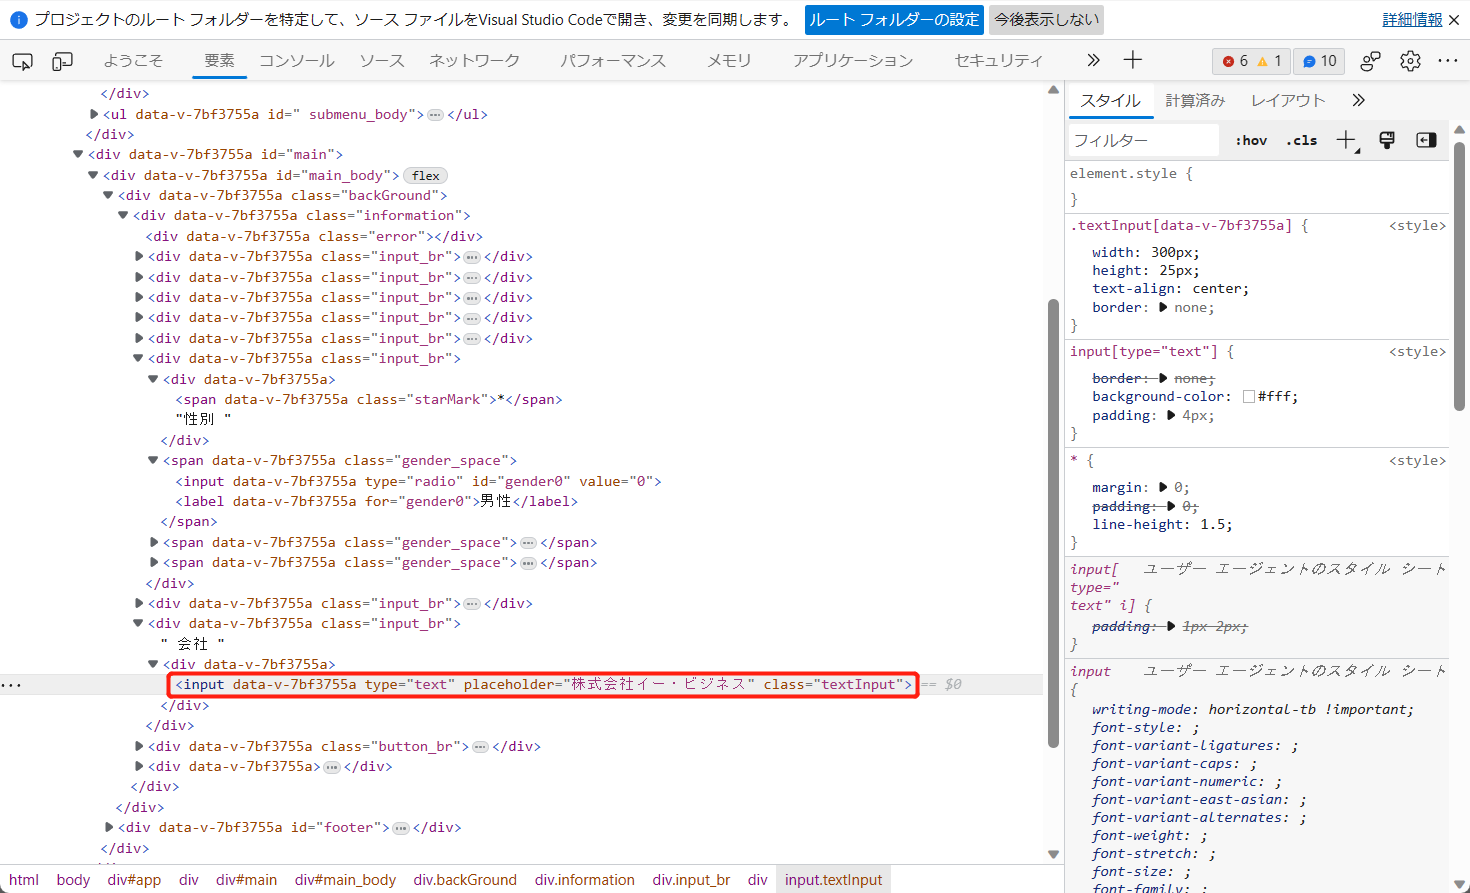 プロジェクトのルート フォルダーを特定して、ソース ファイルをVisual Studio Codeで開き、変更を同期します。 ルート フォルダーの設定 今後表示しない 詳細情報
ようこそ 要素 コンソール ソース ネットワーク パフォーマンス メモリ アプリケーション セキュリティ 6 1 10
</div>
<ul data-v-7bf3755a id=" submenu_body"> </ul>
</div>
<div data-v-7bf3755a id="main">
<div data-v-7bf3755a id="main_body"> flex
<div data-v-7bf3755a class="backGround">
<div data-v-7bf3755a class="information">
<div data-v-7bf3755a class="error"></div>
<div data-v-7bf3755a class="input_br"> </div>
<div data-v-7bf3755a class="input_br"> </div>
<div data-v-7bf3755a class="input_br"> </div>
<div data-v-7bf3755a class="input_br"> </div>
<div data-v-7bf3755a class="input_br"> </div>
<div data-v-7bf3755a class="input_br">
<div data-v-7bf3755a>
<span data-v-7bf3755a class="starMark">*</span>
"性別 "
</div>
<span data-v-7bf3755a class="gender_space">
<input data-v-7bf3755a type="radio" id="gender0" value="0">
<label data-v-7bf3755a for="gender0">男性</label>
</span>
<span data-v-7bf3755a class="gender_space"> </span>
<span data-v-7bf3755a class="gender_space"> </span>
</div>
<div data-v-7bf3755a class="input_br"> </div>
<div data-v-7bf3755a class="input_br">
" 会社 "
<div data-v-7bf3755a>
<input data-v-7bf3755a type="text" placeholder="株式会社イー・ビジネス" class="textInput"> == $0
</div>
</div>
<div data-v-7bf3755a class="button_br"> </div>
<div data-v-7bf3755a> </div>
</div>
</div>
<div data-v-7bf3755a id="footer"> </div>
</div>
html body div#app div div#main div#main_body div.backGround div.information div.input_br div input.textInput
スタイル 計算済み レイアウト
フィルター :hov .cls
element.style {
}
.textInput[data-v-7bf3755a] { <style>
width: 300px;
height: 25px;
text-align: center;
border: none;
}
input[type="text"] { <style>
border: none;
background-color: #fff;
padding: 4px;
}
* { <style>
margin: 0;
padding: 0;
line-height: 1.5;
}
input[ ユーザー エージェントのスタイル シート
type="
text" i] {
padding: 1px 2px;
}
input ユーザー エージェントのスタイル シート
{
writing-mode: horizontal-tb !important;
font-style: ;
font-variant-ligatures: ;
font-variant-caps: ;
font-variant-numeric: ;
font-variant-east-asian: ;
font-variant-alternates: ;
font-weight: ;
font-stretch: ;
font-size: ;
font-family: ;